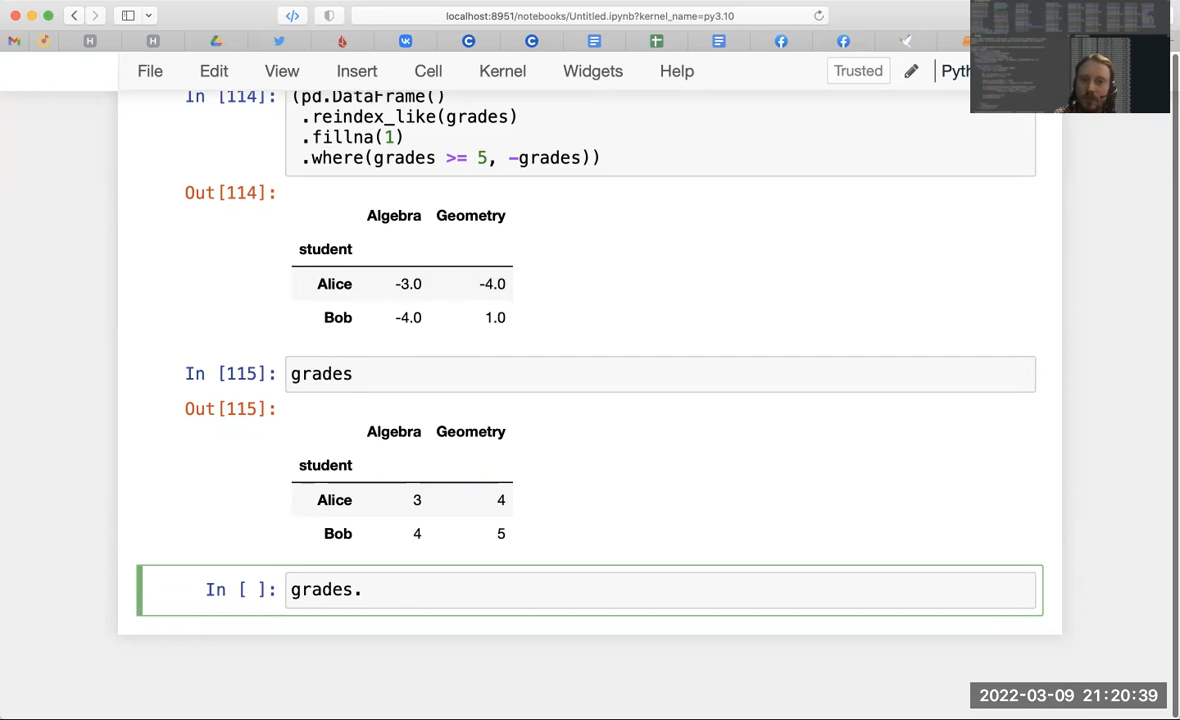 localhost:8951/notebooks/Untitled.ipynb?kernel_name=py3.10
File Edit View Insert Cell Kernel Widgets Help Trusted Pyth
In [114]: (pd.DataFrame()
.reindex_like(grades)
.fillna(1)
.where(grades >= 5, -grades))
Out[114]:
Algebra Geometry
student
Alice -3.0 -4.0
Bob -4.0 1.0
In [115]: grades
Out[115]:
Algebra Geometry
student
Alice 3 4
Bob 4 5
In [ ]: grades.
2022-03-09 21:20:39